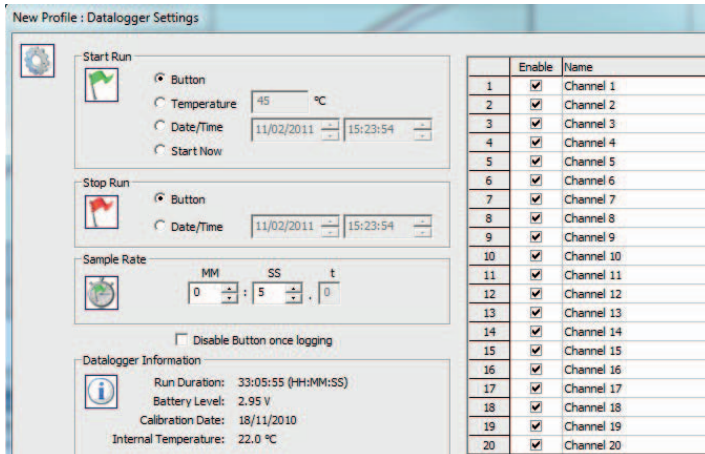 New Profile : Datalogger Settings
Start Run
Button
Temperature 45 ºC
Date/Time 11/02/2011 15:23:54
Start Now
Stop Run
Button
Date/Time 11/02/2011 15:23:54
Sample Rate
MM SS t
0 : 5 . 0
Disable Button once logging
Datalogger Information
Run Duration: 33:05:55 (HH:MM:SS)
Battery Level: 2.95 V
Calibration Date: 18/11/2010
Internal Temperature: 22.0 ºC
Enable Name
1 Channel 1
2 Channel 2
3 Channel 3
4 Channel 4
5 Channel 5
6 Channel 6
7 Channel 7
8 Channel 8
9 Channel 9
10 Channel 10
11 Channel 11
12 Channel 12
13 Channel 13
14 Channel 14
15 Channel 15
16 Channel 16
17 Channel 17
18 Channel 18
19 Channel 19
20 Channel 20